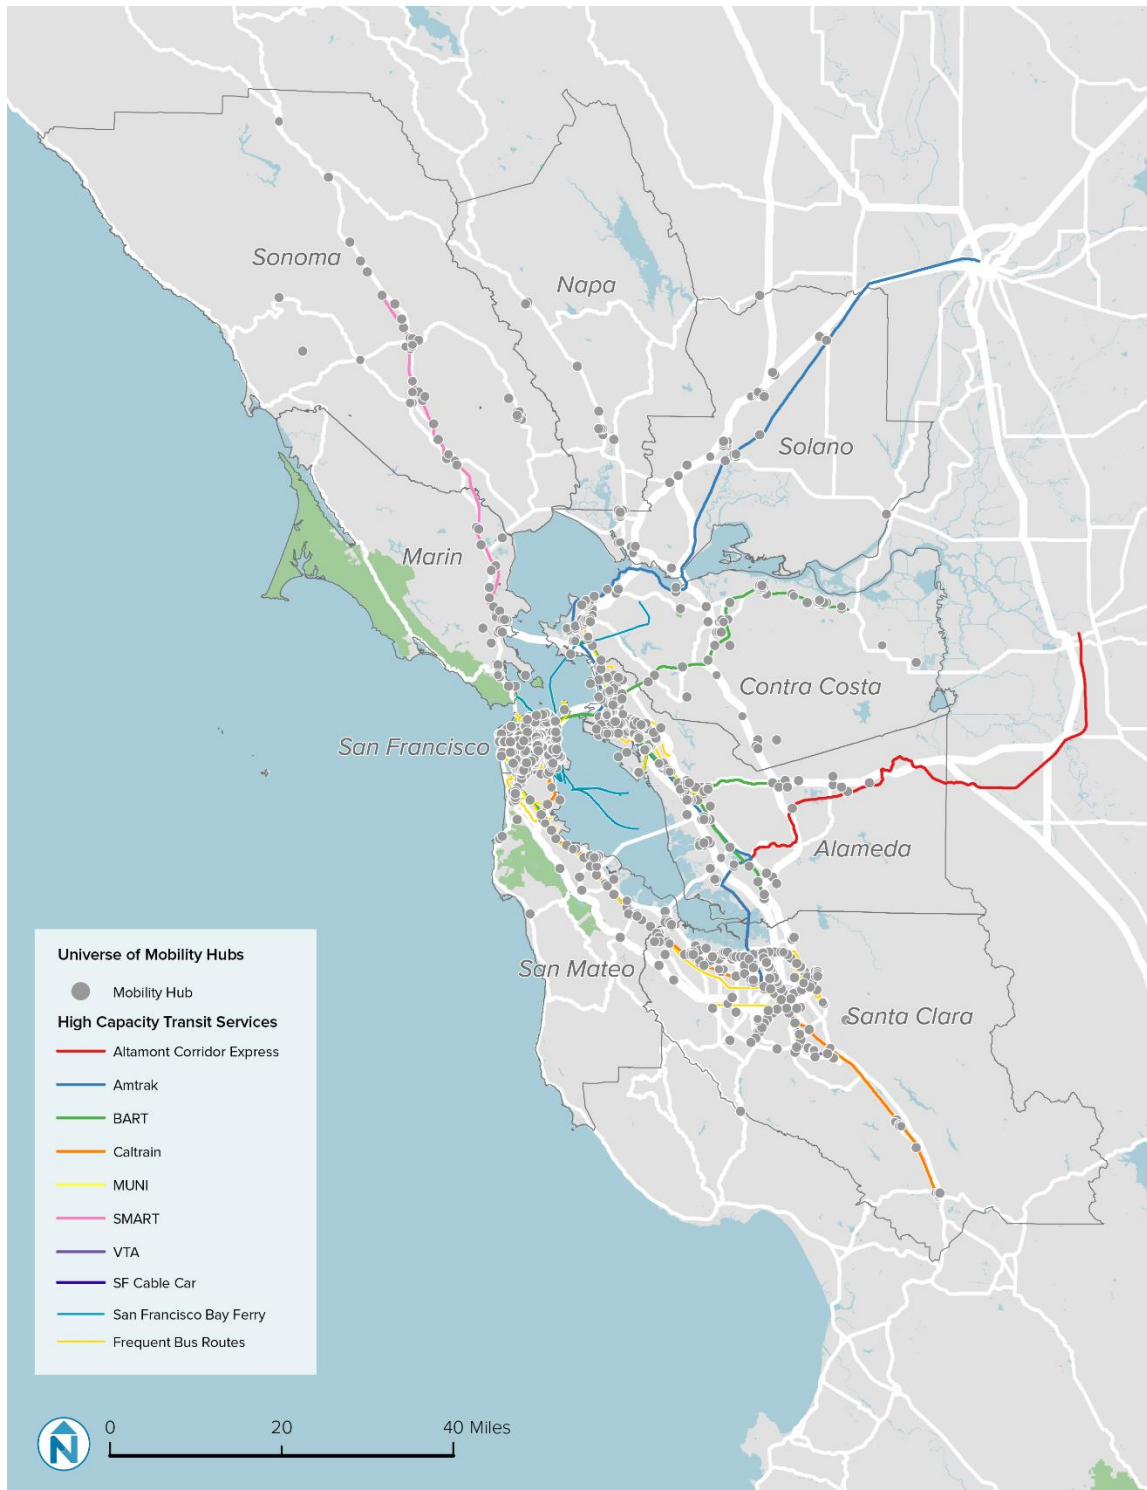 Sonoma
Napa
Solano
Marin
Contra Costa
San Francisco
Alameda
San Mateo
Santa Clara
Universe of Mobility Hubs
Mobility Hub
High Capacity Transit Services
Altamont Corridor Express
Amtrak
BART
Caltrain
MUNI
SMART
VTA
SF Cable Car
San Francisco Bay Ferry
Frequent Bus Routes
N
0 20 40 Miles